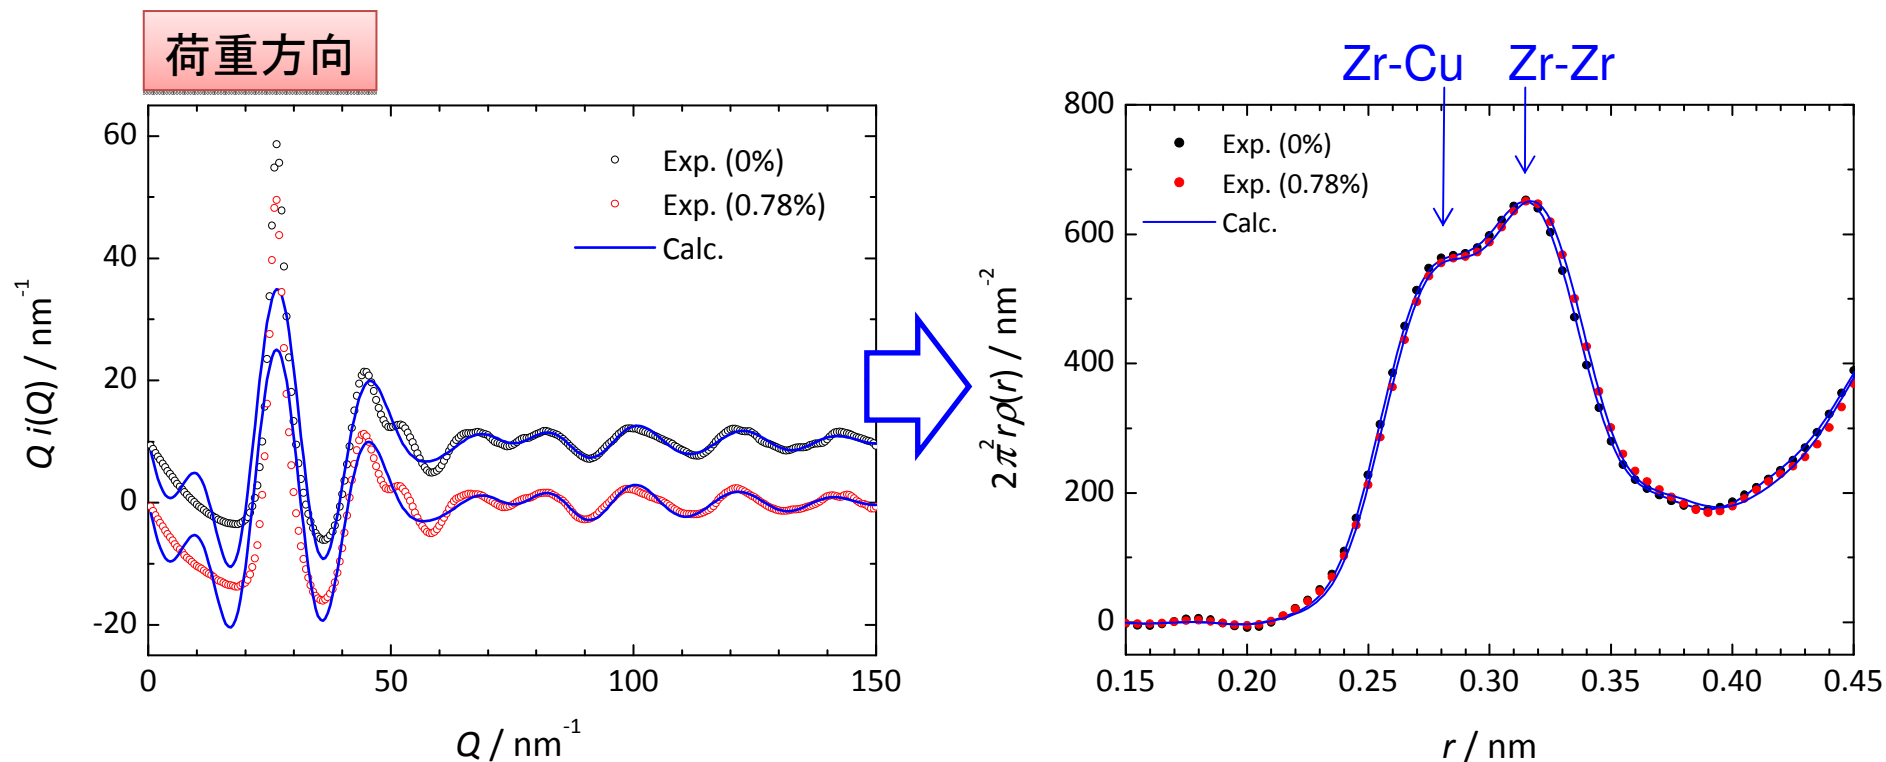 荷重方向
Exp. (0%)
Exp. (0.78%)
Calc.
60
40
20
0
-20
0
50
100
150
Q i(Q) / nm⁻¹
Q / nm⁻¹
Zr-Cu Zr-Zr
Exp. (0%)
Exp. (0.78%)
Calc.
800
600
400
200
0
0.15
0.20
0.25
0.30
0.35
0.40
0.45
2π²rρ(r) / nm⁻²
r / nm